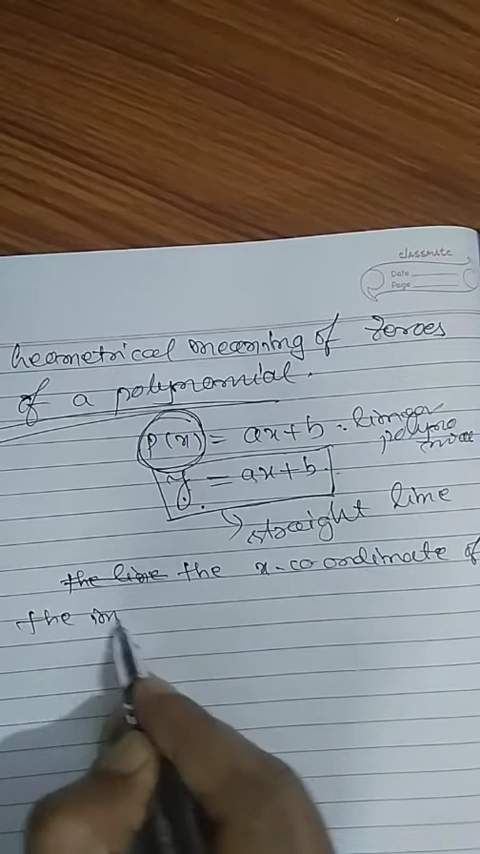 classmate
Date
Page
Geometrical meaning of zeroes
of a polynomial.
P(x) = ax+b - linear polynomial
y = ax+b
straight line
the line the x-coordinate of
the in